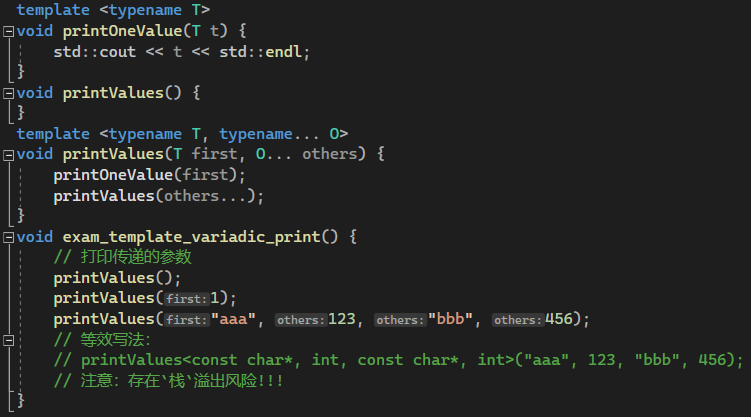 template <typename T>
void printOneValue(T t) {
    std::cout << t << std::endl;
}
void printValues() {
}
template <typename T, typename... O>
void printValues(T first, O... others) {
    printOneValue(first);
    printValues(others...);
}
void exam_template_variadic_print() {
    // 打印传递的参数
    printValues();
    printValues(first:1);
    printValues(first:"aaa", others:123, others:"bbb", others:456);
    // 等效写法：
    // printValues<const char*, int, const char*, int>("aaa", 123, "bbb", 456);
    // 注意：存在`栈`溢出风险!!!
}